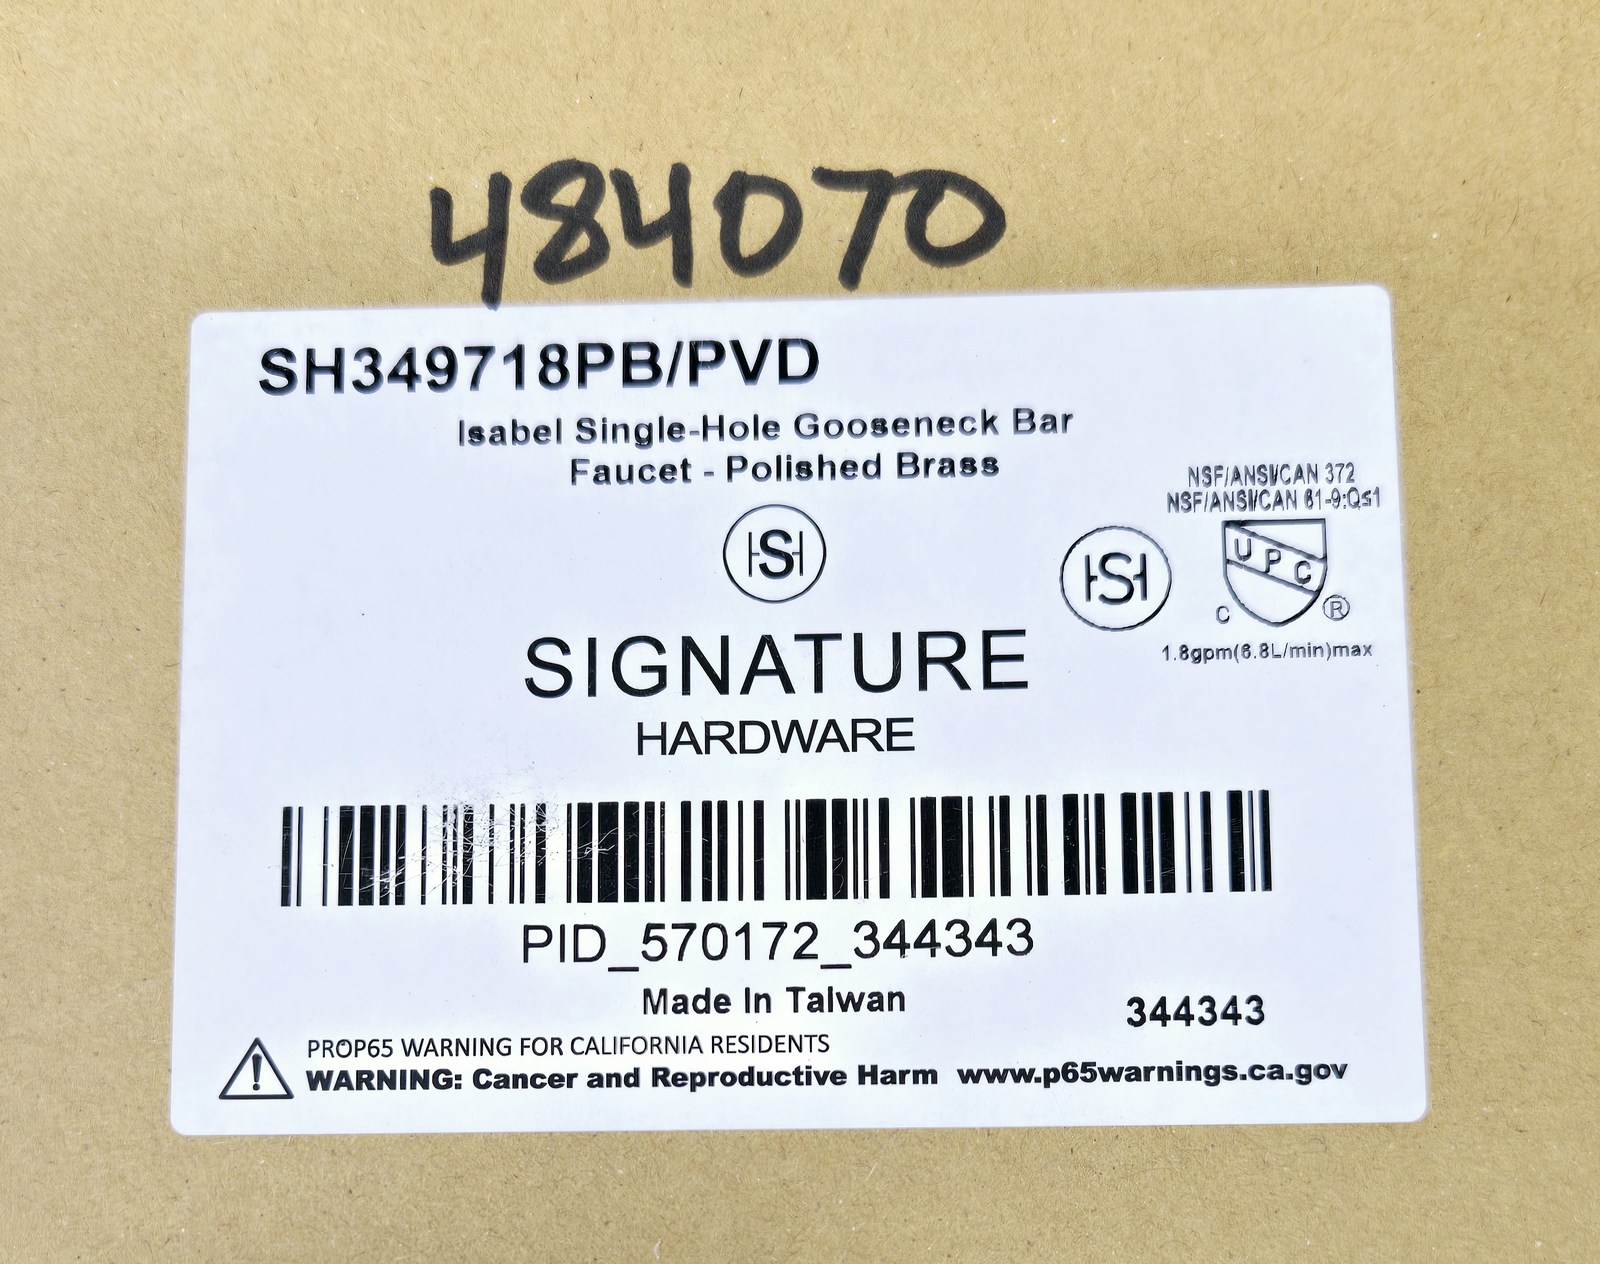 484070
SH349718PB/PVD
Isabel Single-Hole Gooseneck Bar
Faucet - Polished Brass
NSF/ANSI/CAN 372
NSF/ANSI/CAN 61-9:Q≤1
HSH
HSH
UPC
C ®
1.8gpm(6.8L/min)max
SIGNATURE
HARDWARE
PID_570172_344343
Made In Taiwan
344343
PROP65 WARNING FOR CALIFORNIA RESIDENTS
WARNING: Cancer and Reproductive Harm www.p65warnings.ca.gov